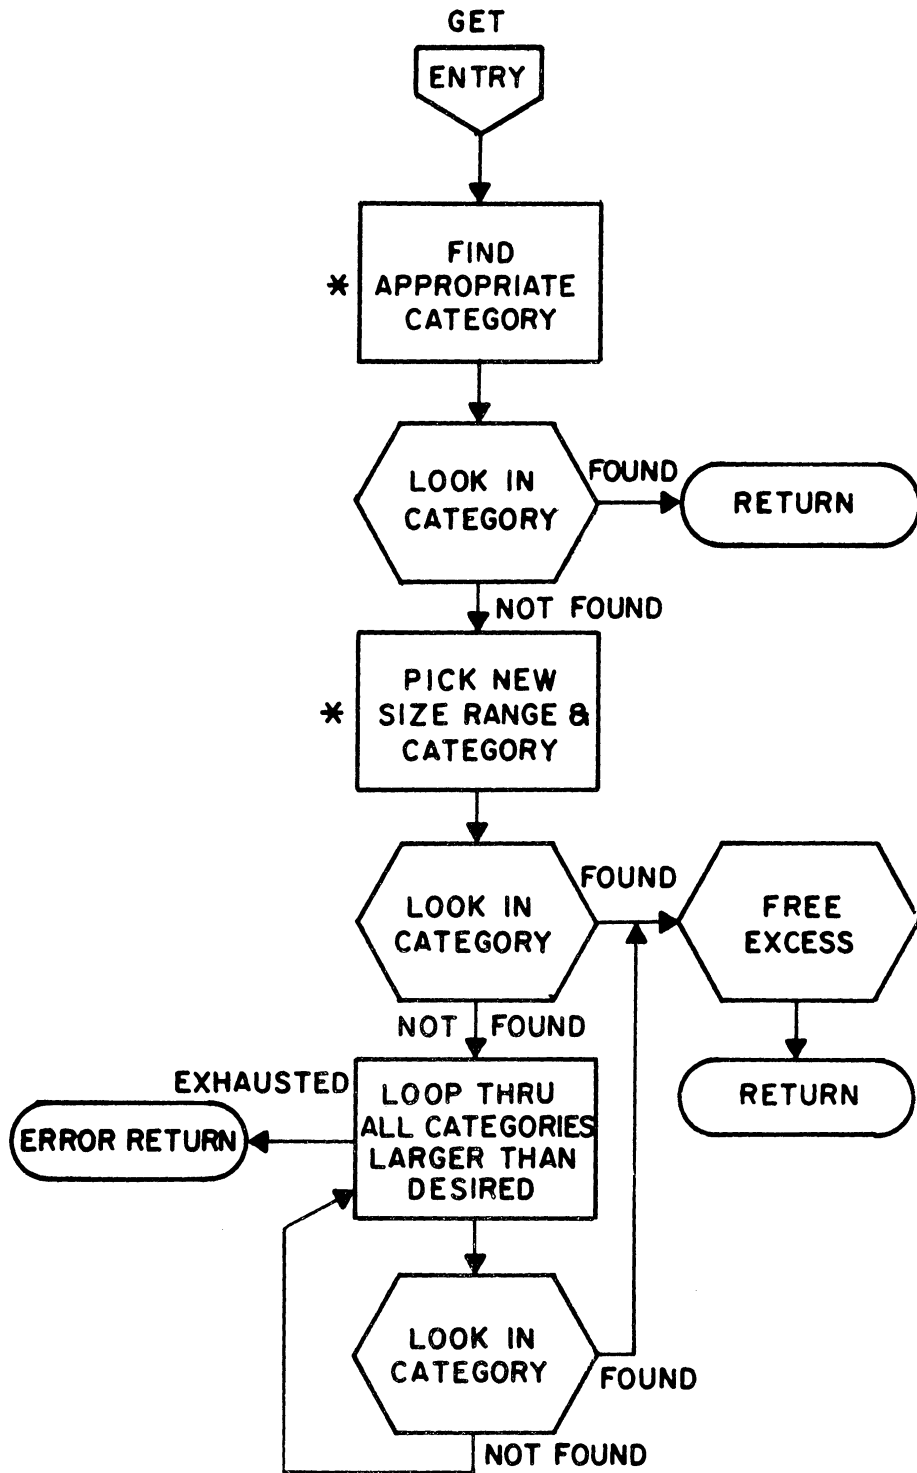 GET
ENTRY
FIND
* APPROPRIATE
CATEGORY
LOOK IN
CATEGORY
FOUND
RETURN
NOT FOUND
PICK NEW
* SIZE RANGE &
CATEGORY
LOOK IN
CATEGORY
FOUND
FREE
EXCESS
RETURN
NOT FOUND
EXHAUSTED
ERROR RETURN
LOOP THRU
ALL CATEGORIES
LARGER THAN
DESIRED
LOOK IN
CATEGORY
FOUND
NOT FOUND